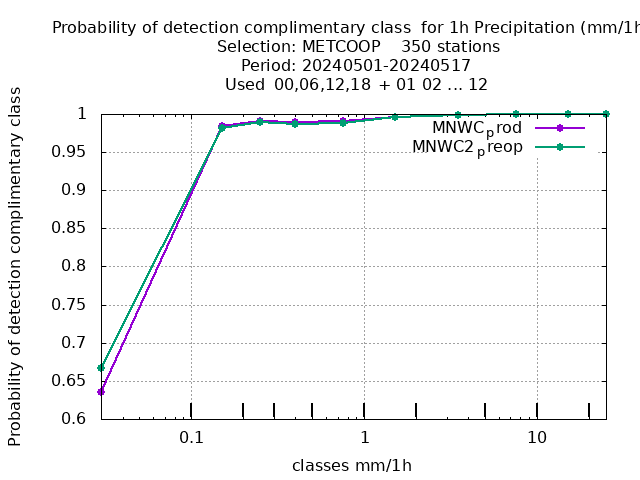 Probability of detection complimentary class for 1h Precipitation (mm/1h
Selection: METCOOP 350 stations
Period: 20240501-20240517
Used 00,06,12,18 + 01 02 ... 12
Probability of detection complimentary class
1
0.95
0.9
0.85
0.8
0.75
0.7
0.65
0.6
MNWCprod
MNWC2preop
0.1
1
10
classes mm/1h